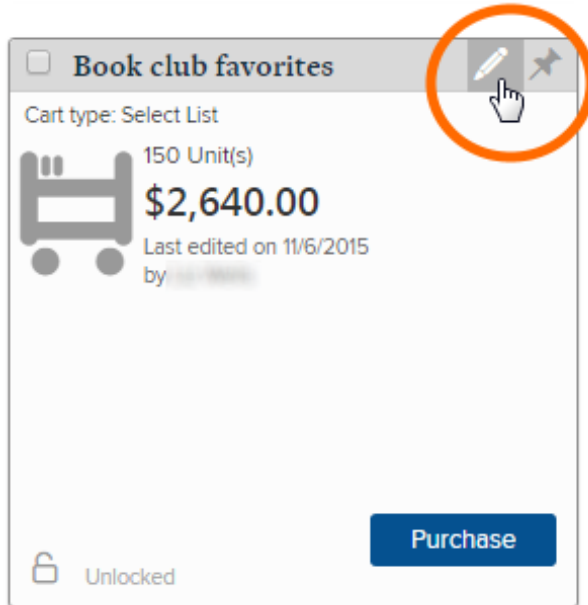 Book club favorites
Cart type: Select List
150 Unit(s)
$2,640.00
Last edited on 11/6/2015
by
Unlocked
Purchase